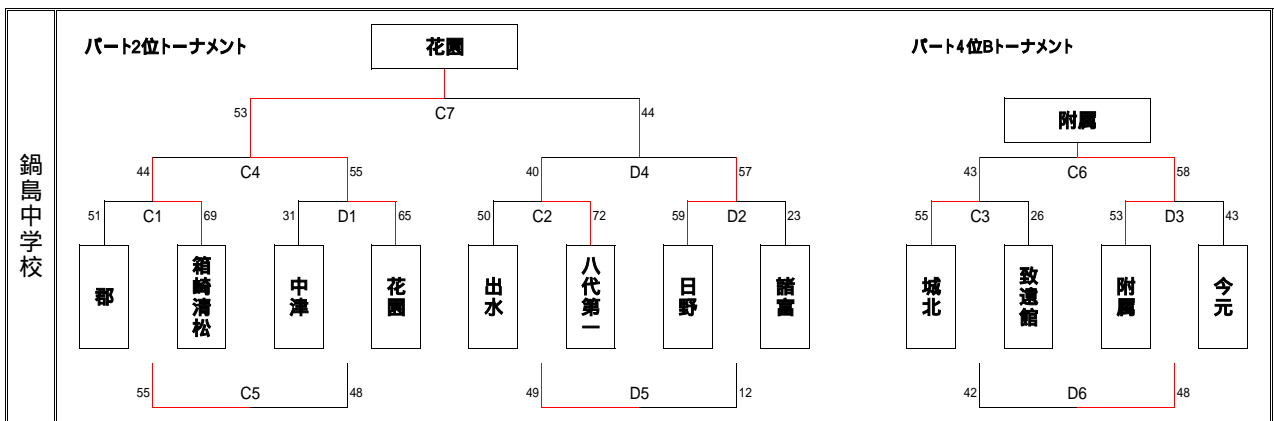 鍋島中学校
パート2位トーナメント
花園
53
C7
44
44
C4
55
40
D4
57
51
C1
69
31
D1
65
50
C2
72
59
D2
23
郡
箱崎清松
中津
花園
出水
八代第一
日野
諸富
55
C5
48
49
D5
12
パート4位Bトーナメント
附属
43
C6
58
55
C3
26
53
D3
43
城北
致遠館
附属
今元
42
D6
48